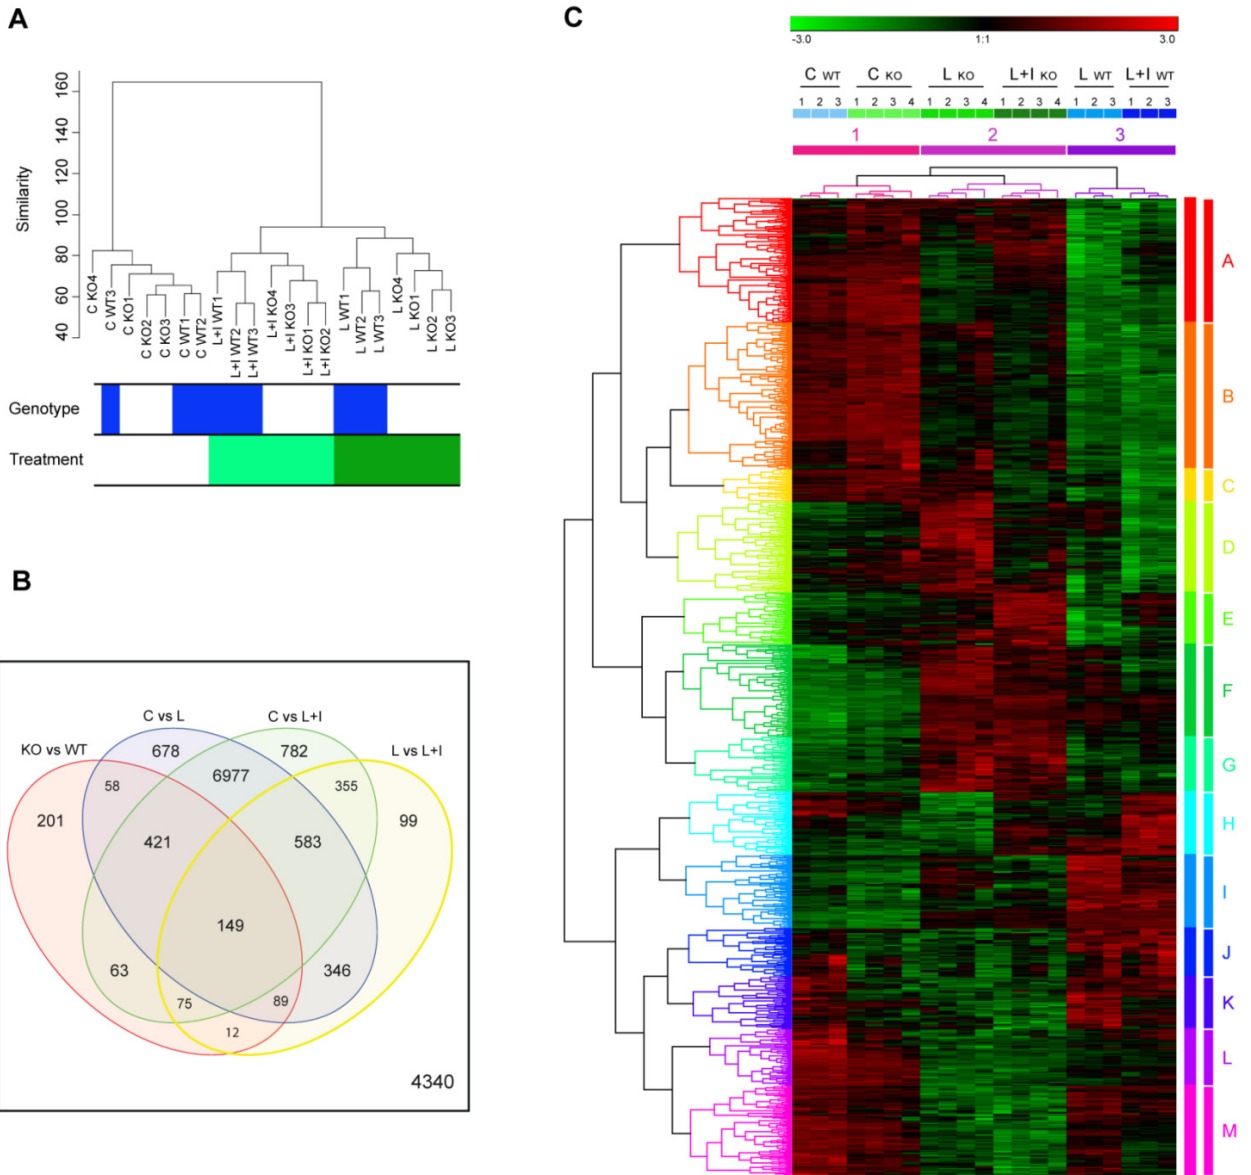 A
Similarity
160
140
120
100
80
60
40
C KO4
C WT3
C KO1
C KO2
C KO3
C WT1
C WT2
L+I WT1
L+I WT2
L+I WT3
L+I KO4
L+I KO3
L+I KO1
L+I KO2
L WT1
L WT2
L WT3
L KO4
L KO1
L KO2
L KO3
Genotype
Treatment
B
C vs L C vs L+I
KO vs WT L vs L+I
678 782
6977
58 355
201 99
421 583
149
63 346
75 89
12
4340
C
-3.0 1:1 3.0
C WT C KO L KO L+I KO L WT L+I WT
1 2 3 1 2 3 4 1 2 3 4 1 2 3 4 1 2 3 1 2 3
1 2 3
A
B
C
D
E
F
G
H
I
J
K
L
M